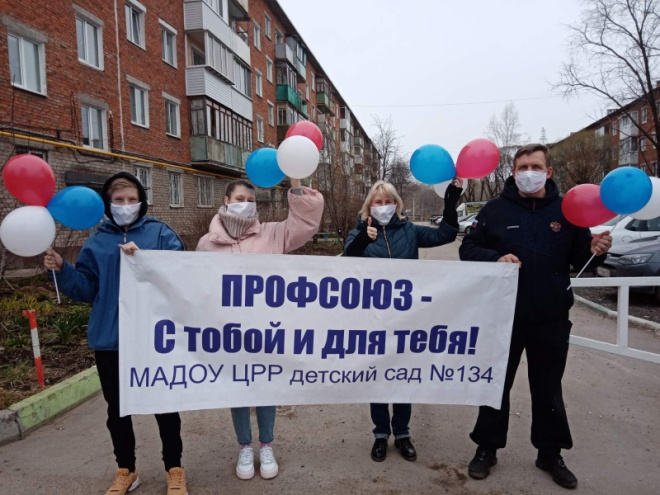 ПРОФСОЮЗ -
С тобой и для тебя!
МАДОУ ЦРР детский сад №134